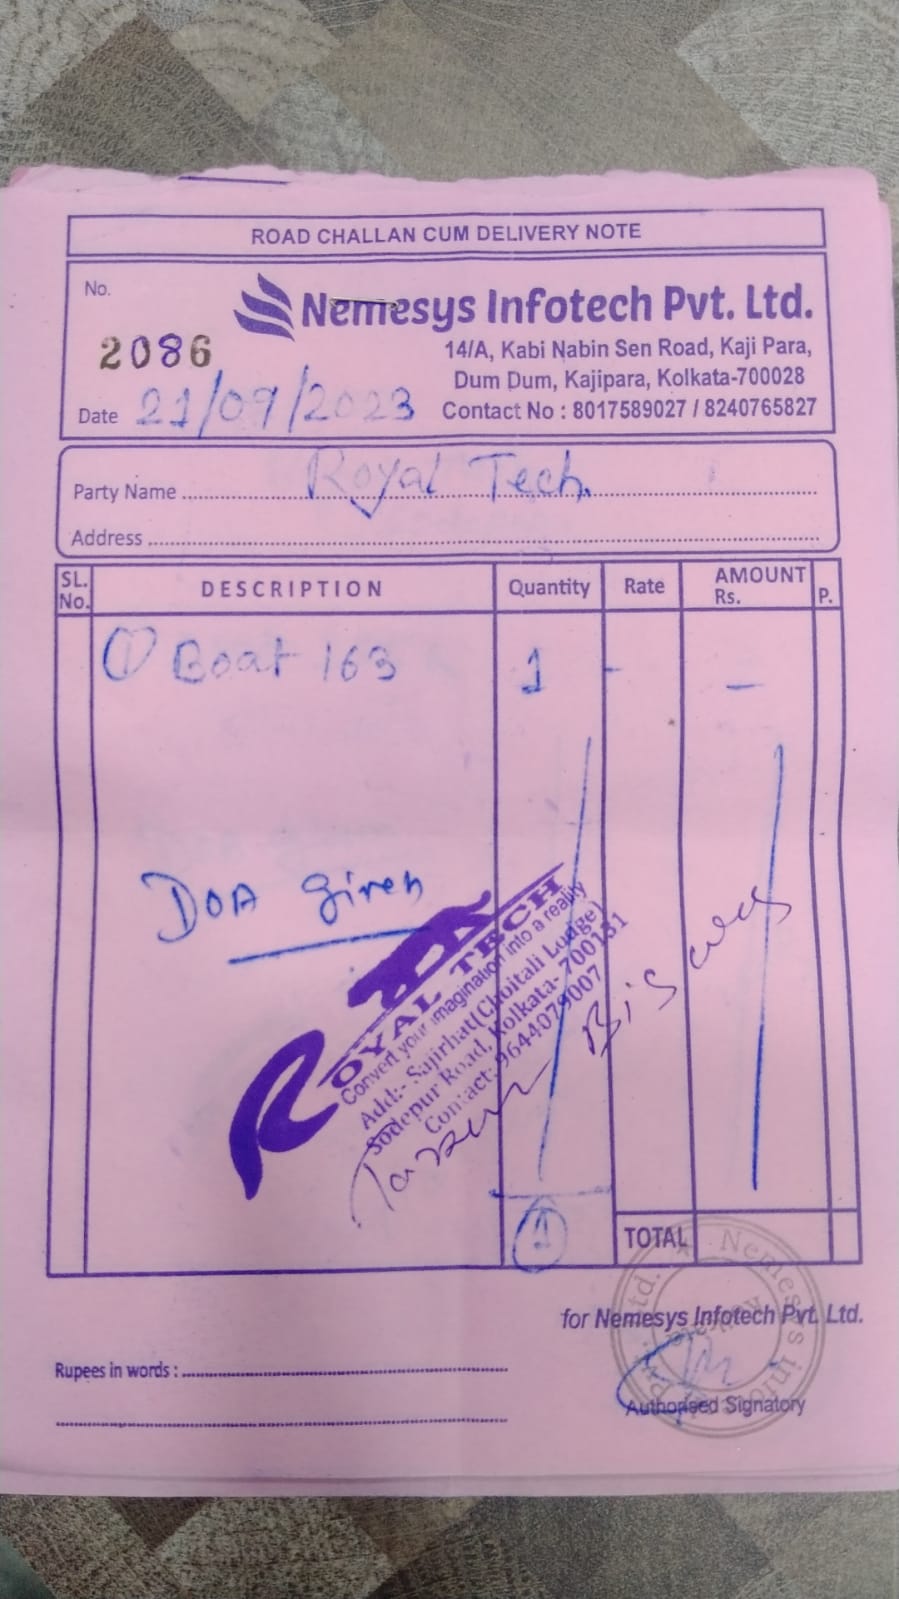 ROAD CHALLAN CUM DELIVERY NOTE
No.
2086
Nemesys Infotech Pvt. Ltd.
14/A, Kabi Nabin Sen Road, Kaji Para,
Dum Dum, Kajipara, Kolkata-700028
Date 21/09/2023 Contact No : 8017589027 / 8240765827
Party Name Royal Tech.
Address
SL. No. DESCRIPTION Quantity Rate AMOUNT Rs. P.
① Boat 163 1 - -
DOA given
ROYAL TECH
Convert your imagination into a reality
Add:- Sajirhat(Choitali Lodge)
Sodepur Road, Kolkata- 700131
Contact: 9644079007
Biswas
1
TOTAL
for Nemesys Infotech Pvt. Ltd.
Nemesys Info Pvt. Ltd.
Rupees in words :
Authorised Signatory